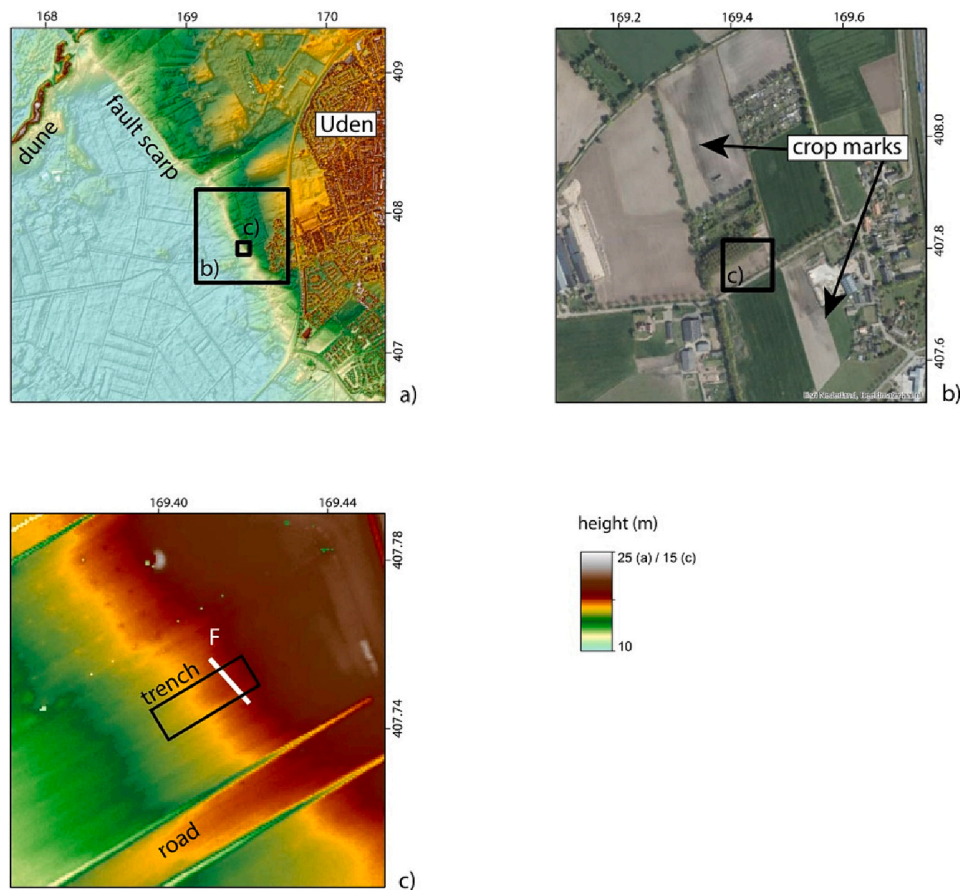 168 169 170
409
408
407
dune
fault scarp
Uden
c)
b)
a)
169.2 169.4 169.6
408.0
407.8
407.6
crop marks
c)
b)
169.40 169.44
407.78
407.74
F
trench
road
c)
height (m)
25 (a) / 15 (c)
10